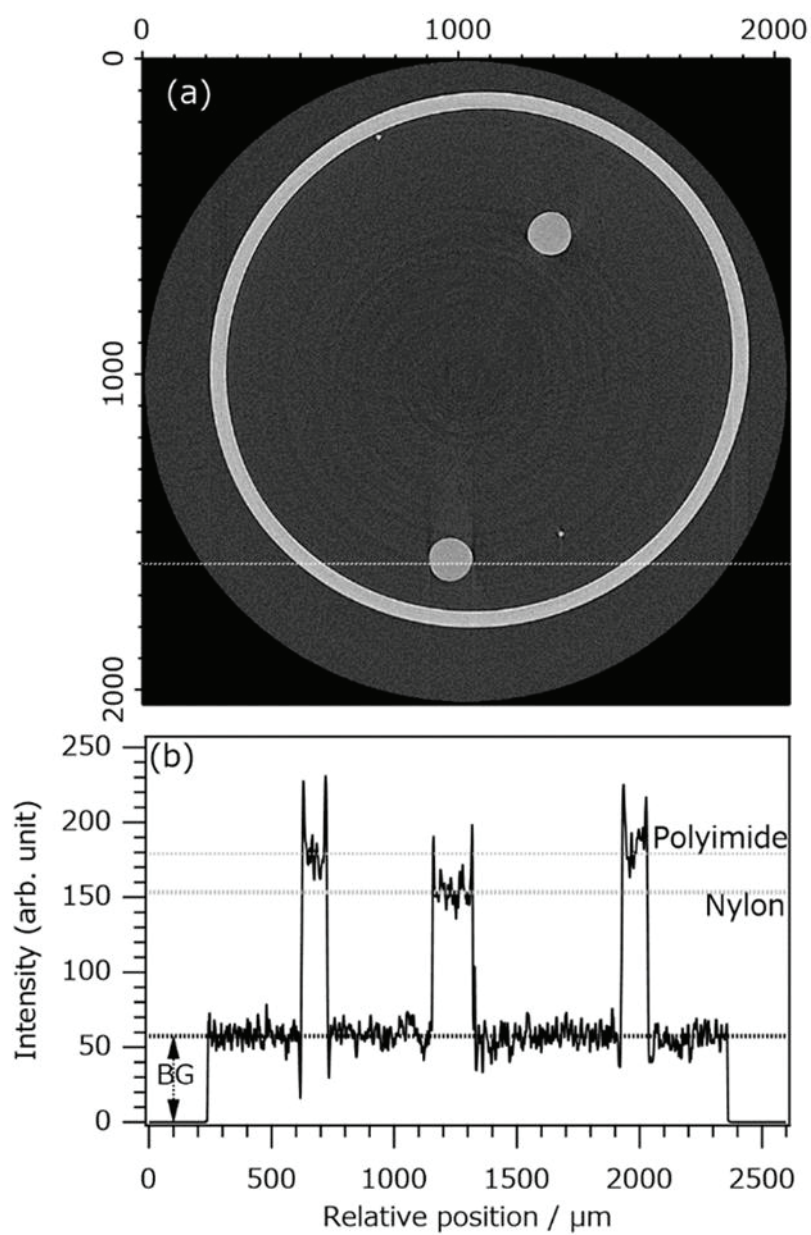 0 1000 2000
0
(a)
1000
2000
(b)
250
200
150
100
50
0
Intensity (arb. unit)
Polyimide
Nylon
BG
0 500 1000 1500 2000 2500
Relative position / μm